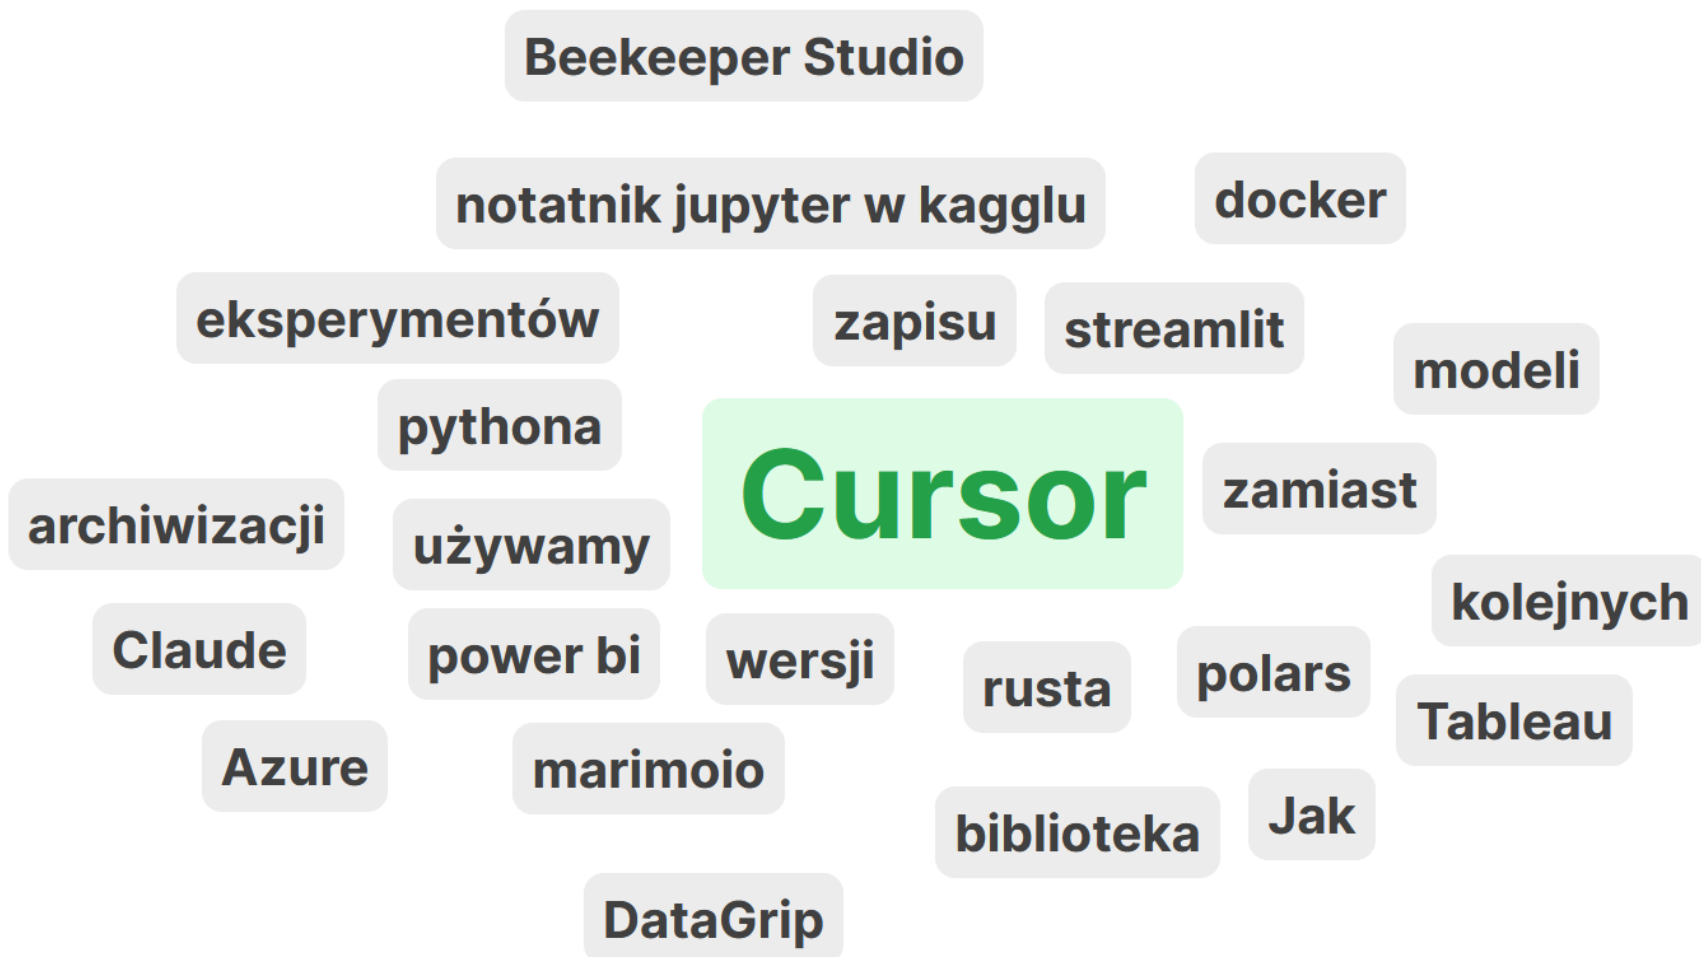 Beekeeper Studio
notatnik jupyter w kagglu
docker
eksperymentów
zapisu
streamlit
modeli
pythona
Cursor
zamiast
archiwizacji
używamy
kolejnych
Claude
power bi
wersji
rusta
polars
Tableau
Azure
marimoio
biblioteka
Jak
DataGrip